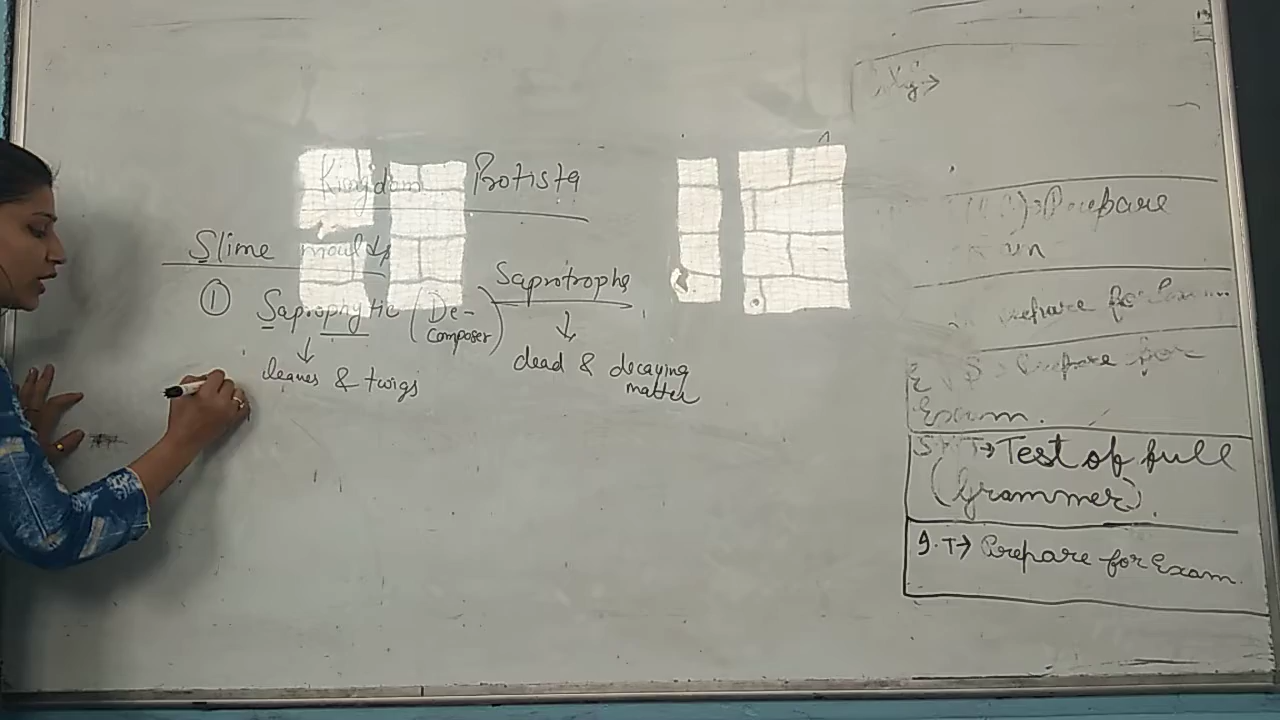 Kingdom Protista
Slime moulds
① Saprophytic (De-
composer)
↓
leaves & twigs
Saprotrophs
↓
dead & decaying
matter
→
Prepare
Prepare for
S: Prepare for
Exam.
T→ Test of full
(Grammer).
I.T→ Prepare for Exam.